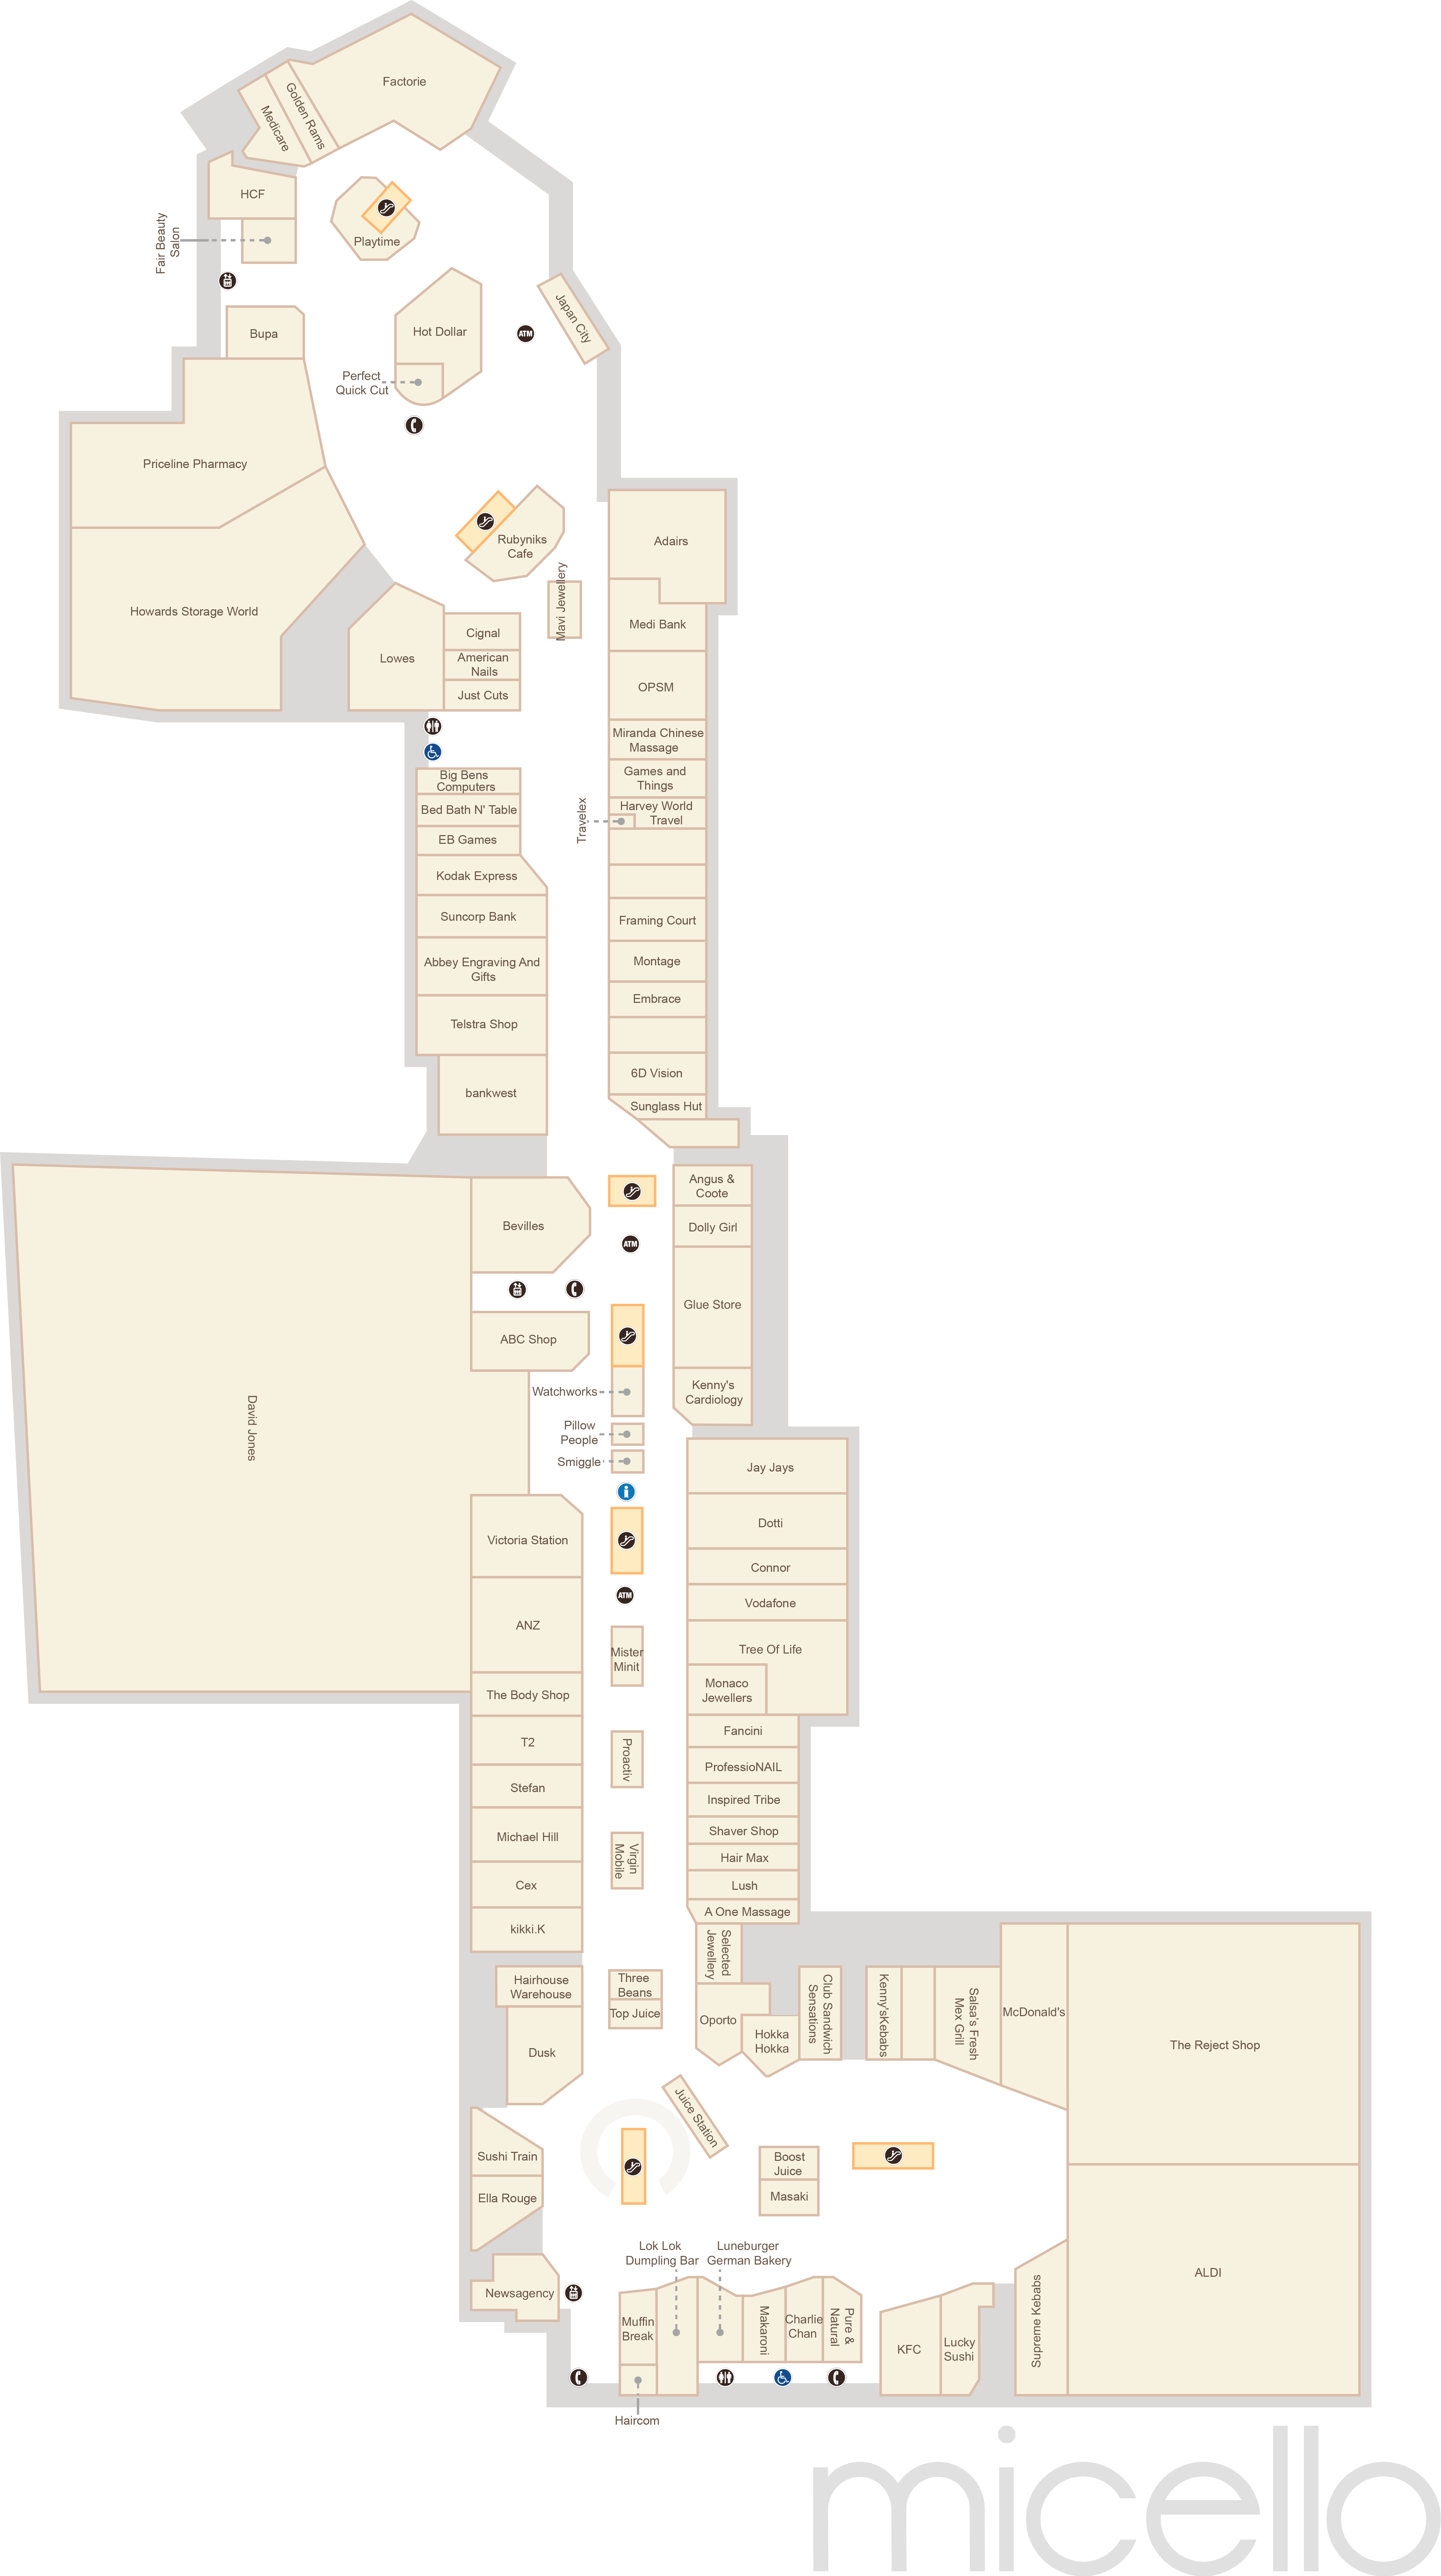 Factorie
Golden Rams
Medicare
HCF
Fair Beauty
Salon
Playtime
Japan City
ATM
Bupa
Hot Dollar
Perfect
Quick Cut
Priceline Pharmacy
Rubyniks
Cafe
Adairs
Howards Storage World
Mavi Jewellery
Medi Bank
Cignal
Lowes
American
Nails
Just Cuts
OPSM
Miranda Chinese
Massage
Big Bens
Computers
Games and
Things
Bed Bath N' Table
Harvey World
Travel
Travelex
EB Games
Kodak Express
Suncorp Bank
Framing Court
Abbey Engraving And
Gifts
Montage
Embrace
Telstra Shop
6D Vision
bankwest
Sunglass Hut
Angus &
Coote
Bevilles
Dolly Girl
ATM
Glue Store
ABC Shop
Watchworks
Kenny's
Cardiology
David Jones
Pillow
People
Smiggle
Jay Jays
Dotti
Victoria Station
Connor
ATM
Vodafone
ANZ
Mister
Minit
Tree Of Life
Monaco
Jewellers
The Body Shop
Fancini
T2
Proactiv
ProfessioNAIL
Stefan
Inspired Tribe
Michael Hill
Shaver Shop
Virgin
Mobile
Hair Max
Cex
Lush
A One Massage
kikki.K
Selected
Jewellery
Hairhouse
Warehouse
Three
Beans
Top Juice
Oporto
Hokka
Hokka
Club Sandwich
Sensations
Kenny'sKebabs
Salsa's Fresh
Mex Grill
McDonald's
The Reject Shop
Dusk
Juice Station
Sushi Train
Boost
Juice
Ella Rouge
Masaki
Lok Lok
Dumpling Bar
Luneburger
German Bakery
ALDI
Newsagency
Muffin
Break
Makaroni
Charlie
Chan
Pure &
Natural
KFC
Lucky
Sushi
Supreme Kebabs
Haircom
micello